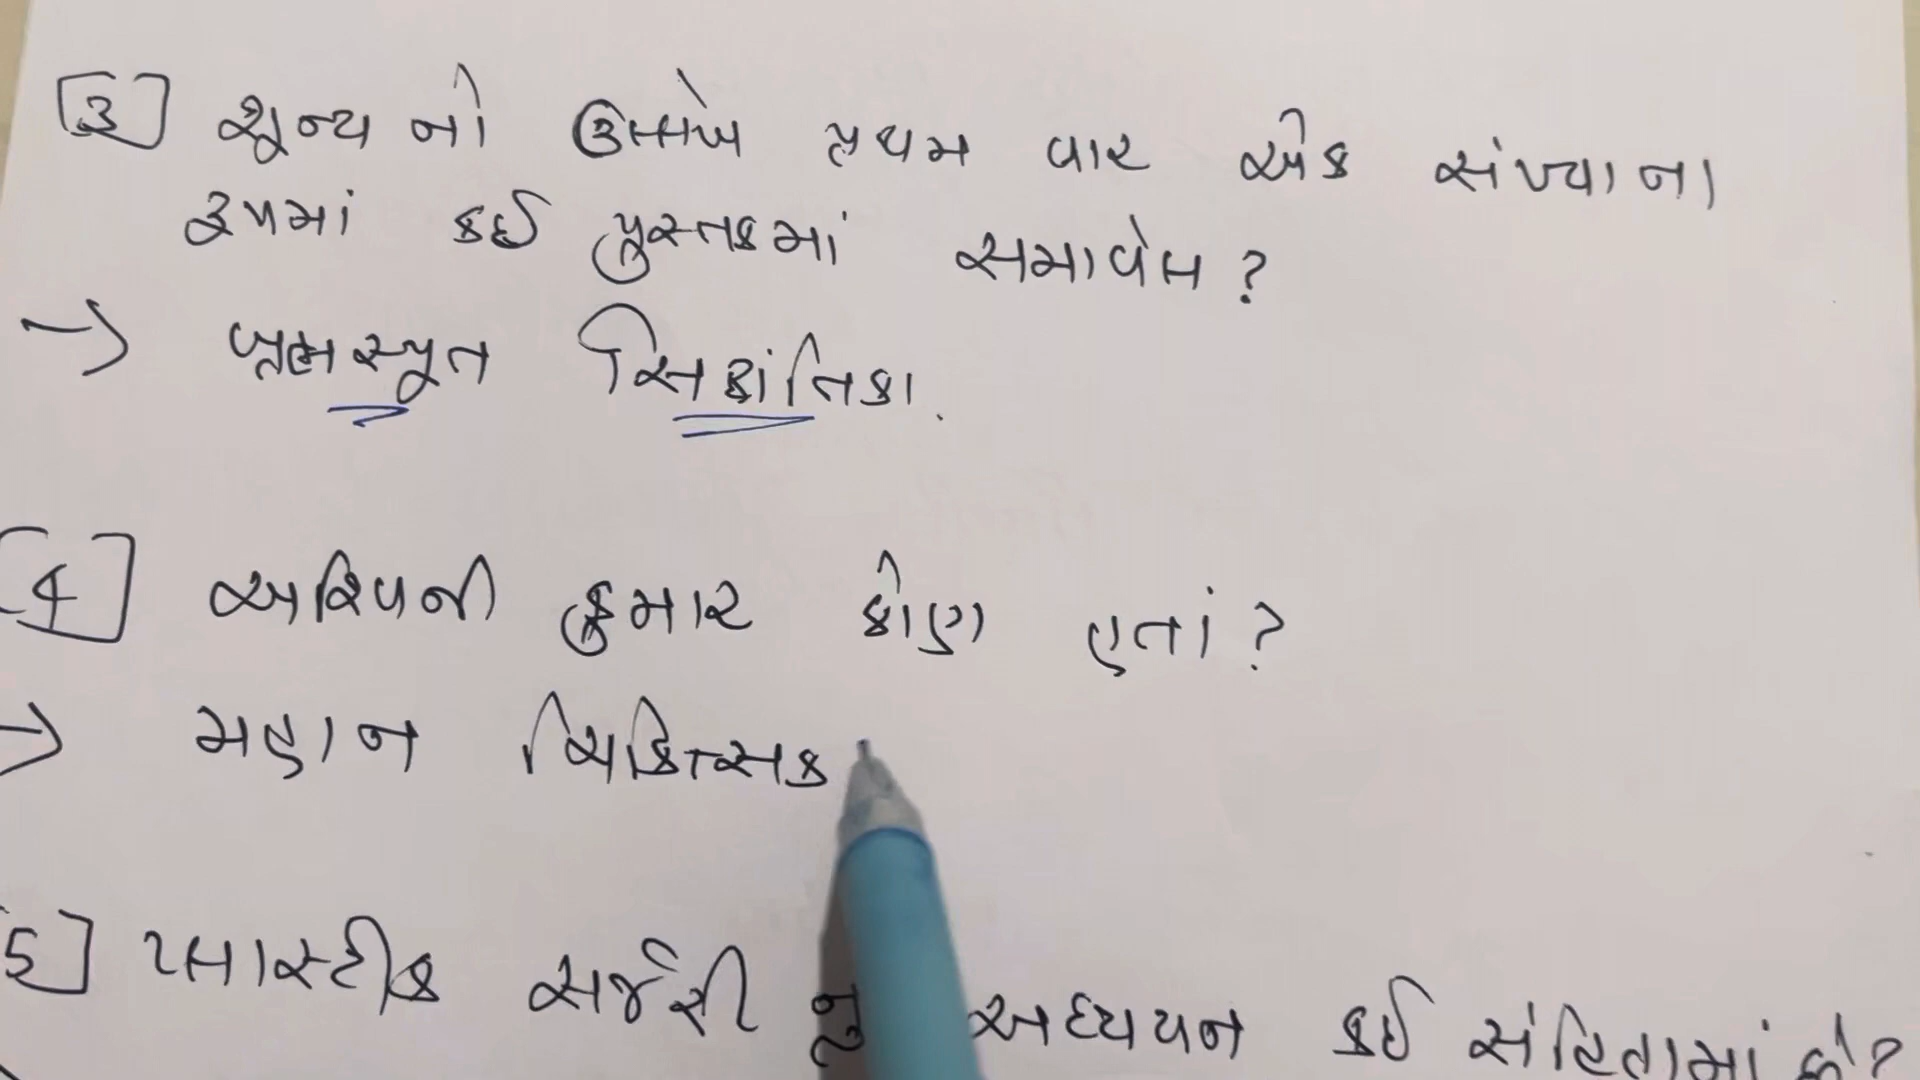 [3] શૂન્ય નો ઉલ્લેખ પ્રથમ વાર એક સંખ્યાના
રૂપમાં કઈ પુસ્તકમાં સમાવેલ ?
→ બ્રહ્મસ્ફૂત સિદ્ધાંતિકા.
[4] અશ્વિની કુમાર કોણ હતાં ?
→ મહાન ચિકિત્સક
5] પ્લાસ્ટીક સર્જરી નું અધ્યયન કઈ સંહિતામાં છે ?